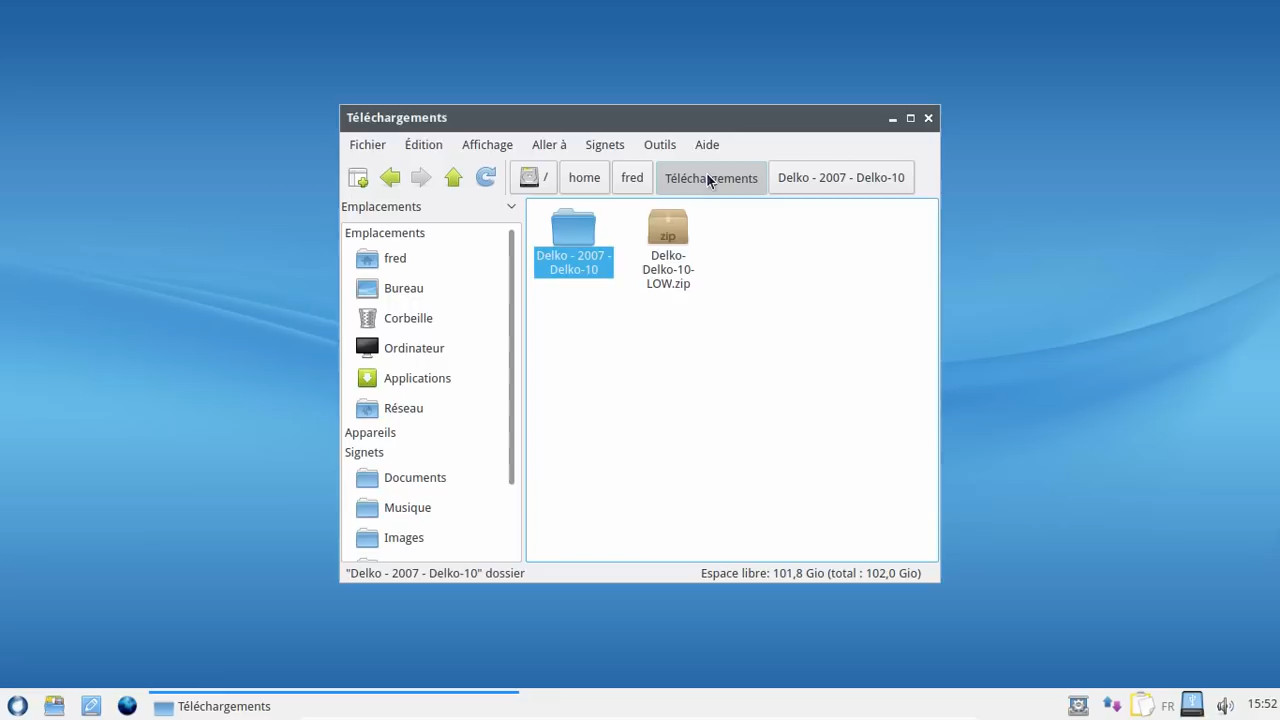 Téléchargements
Fichier Édition Affichage Aller à Signets Outils Aide
/ home fred Téléchargements Delko - 2007 - Delko-10
Emplacements
Emplacements
fred
Bureau
Corbeille
Ordinateur
Applications
Réseau
Appareils
Signets
Documents
Musique
Images
Delko - 2007 -
Delko-10
zip
Delko-
Delko-10-
LOW.zip
"Delko - 2007 - Delko-10" dossier Espace libre: 101,8 Gio (total : 102,0 Gio)
Téléchargements FR 15:52